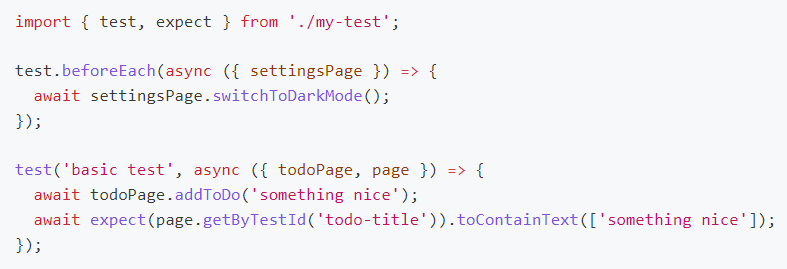 import { test, expect } from './my-test';
test.beforeEach(async ({ settingsPage }) => {
  await settingsPage.switchToDarkMode();
});
test('basic test', async ({ todoPage, page }) => {
  await todoPage.addToDo('something nice');
  await expect(page.getByTestId('todo-title')).toContainText(['something nice']);
});